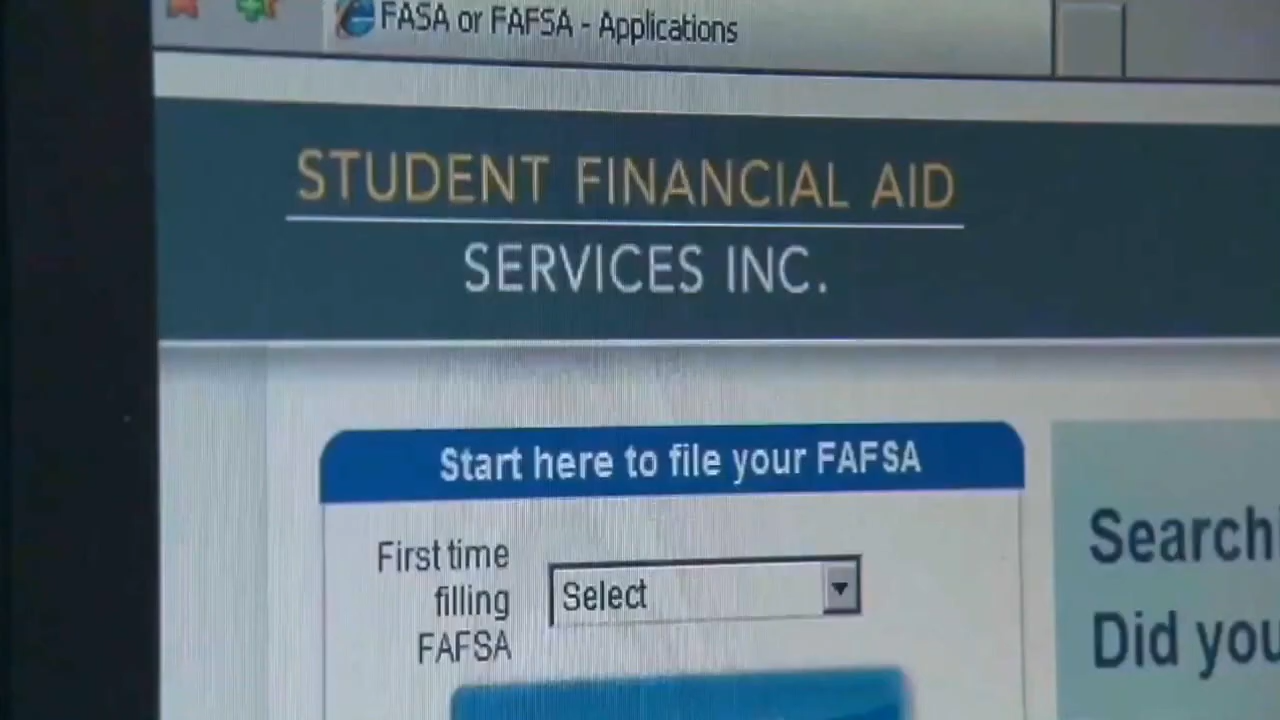 FASA or FAFSA - Applications
STUDENT FINANCIAL AID
SERVICES INC.
Start here to file your FAFSA
First time
filling
FAFSA
Select
Searchi
Did you